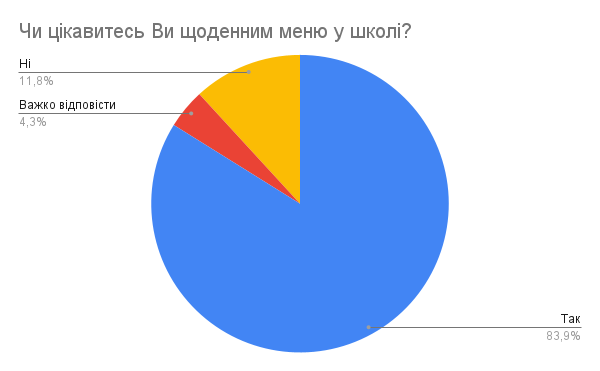 Чи цікавитесь Ви щоденним меню у школі?
Ні
11,8%
Важко відповісти
4,3%
Так
83,9%